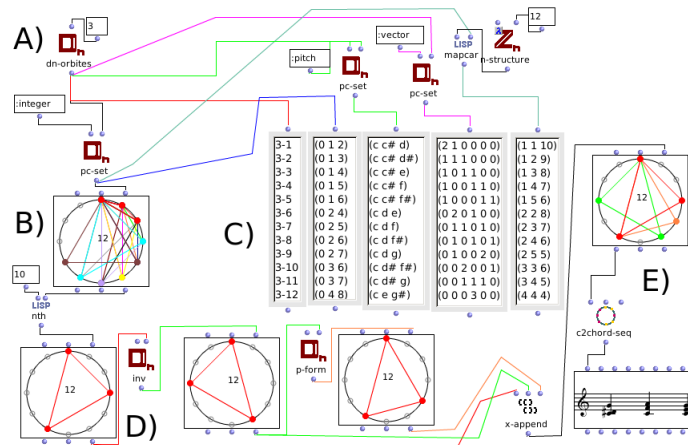 A)
3
dn-orbites
:pitch
:vector
pc-set
pc-set
LISP
mapcar
n-structure
12
:integer
pc-set
B)
12
C)
3-1
3-2
3-3
3-4
3-5
3-6
3-7
3-8
3-9
3-10
3-11
3-12
(0 1 2)
(0 1 3)
(0 1 4)
(0 1 5)
(0 1 6)
(0 2 4)
(0 2 5)
(0 2 6)
(0 2 7)
(0 3 6)
(0 3 7)
(0 4 8)
(c c# d)
(c c# d#)
(c c# e)
(c c# f)
(c c# f#)
(c d e)
(c d f)
(c d f#)
(c d g)
(c d# f#)
(c d# g)
(c e g#)
(2 1 0 0 0 0)
(1 1 1 0 0 0)
(1 0 1 1 0 0)
(1 0 0 1 1 0)
(1 0 0 0 1 1)
(0 2 0 1 0 0)
(0 1 1 0 1 0)
(0 1 0 1 0 1)
(0 1 0 0 2 0)
(0 0 2 0 0 1)
(0 0 1 1 1 0)
(0 0 0 3 0 0)
(1 1 10)
(1 2 9)
(1 3 8)
(1 4 7)
(1 5 6)
(2 2 8)
(2 3 7)
(2 4 6)
(2 5 5)
(3 3 6)
(3 4 5)
(4 4 4)
12
E)
c2chord-seq
10
LISP
nth
12
D)
inv
12
p-form
12
x-append